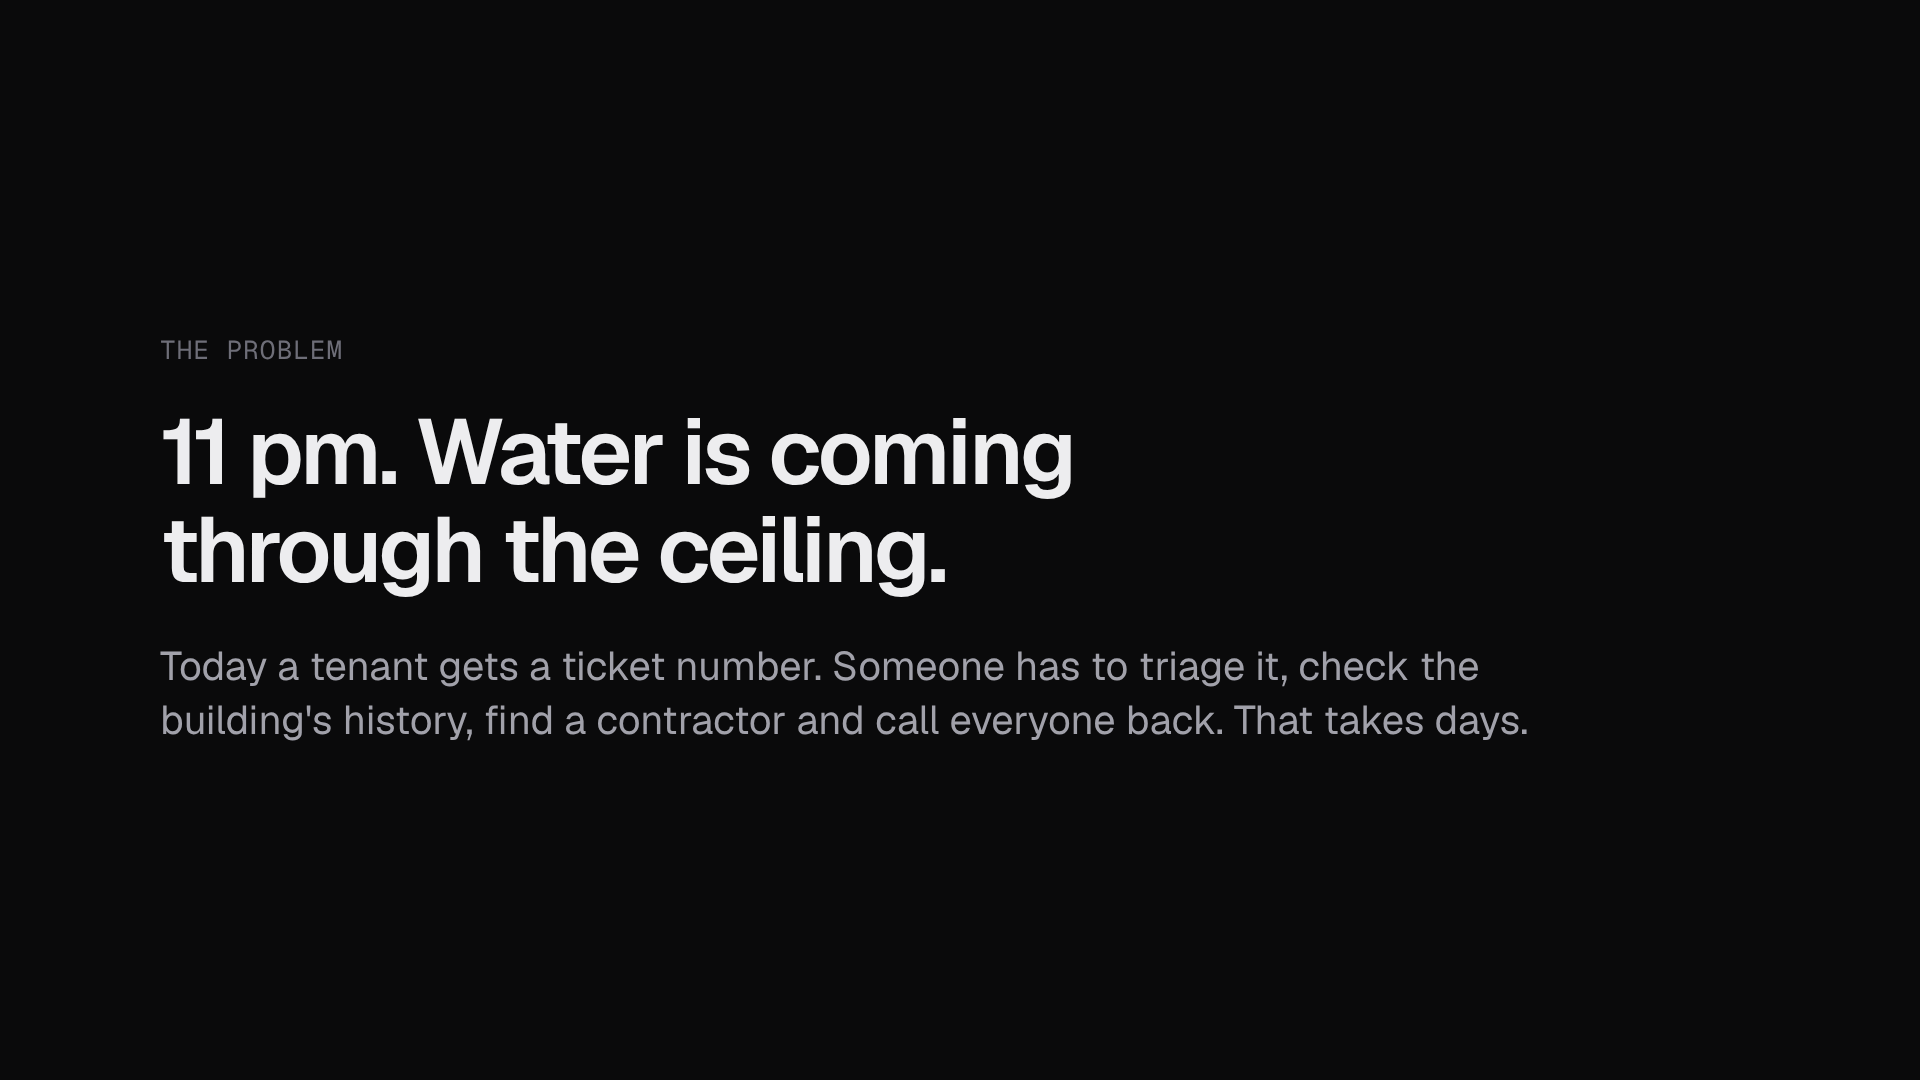 THE PROBLEM
11 pm. Water is coming
through the ceiling.
Today a tenant gets a ticket number. Someone has to triage it, check the
building's history, find a contractor and call everyone back. That takes days.